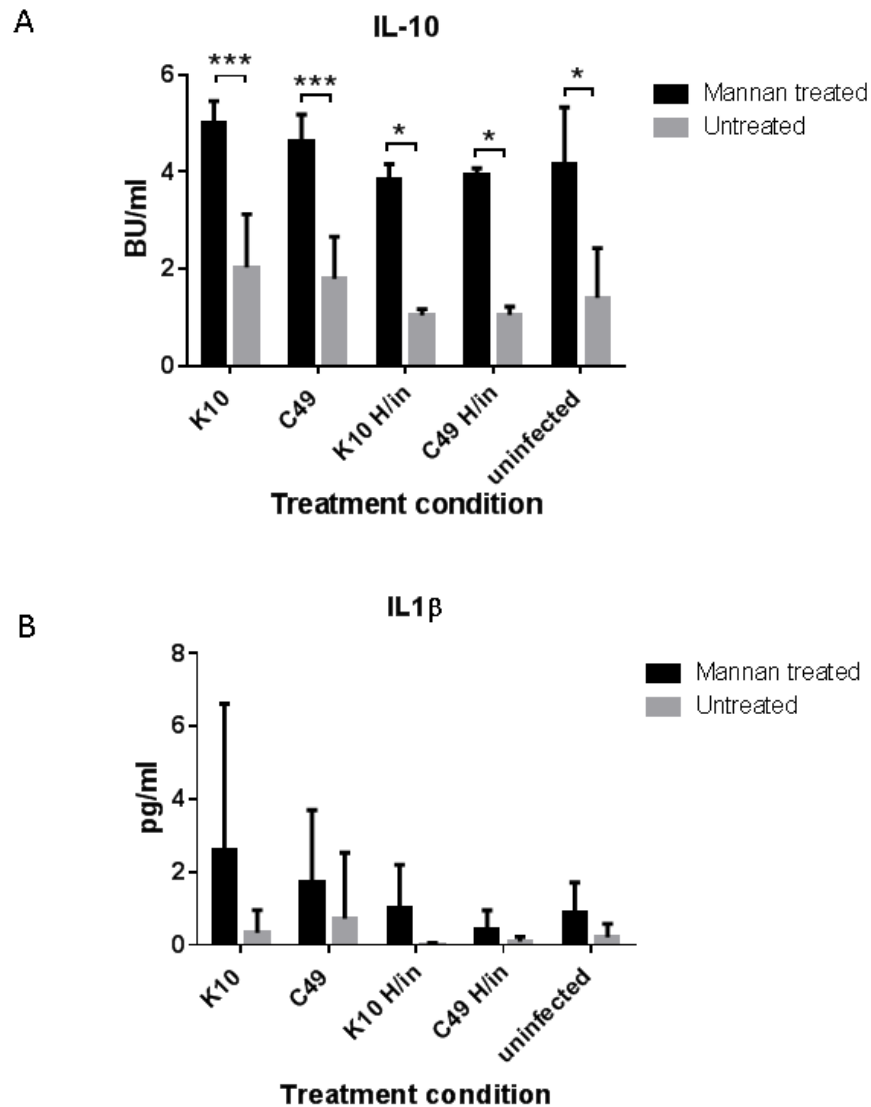 A
IL-10
6
4
2
0
BU/ml
*** *** * * *
Mannan treated
Untreated
K10 C49 K10 H/in C49 H/in uninfected
Treatment condition
B
IL1β
8
6
4
2
0
pg/ml
Mannan treated
Untreated
K10 C49 K10 H/in C49 H/in uninfected
Treatment condition